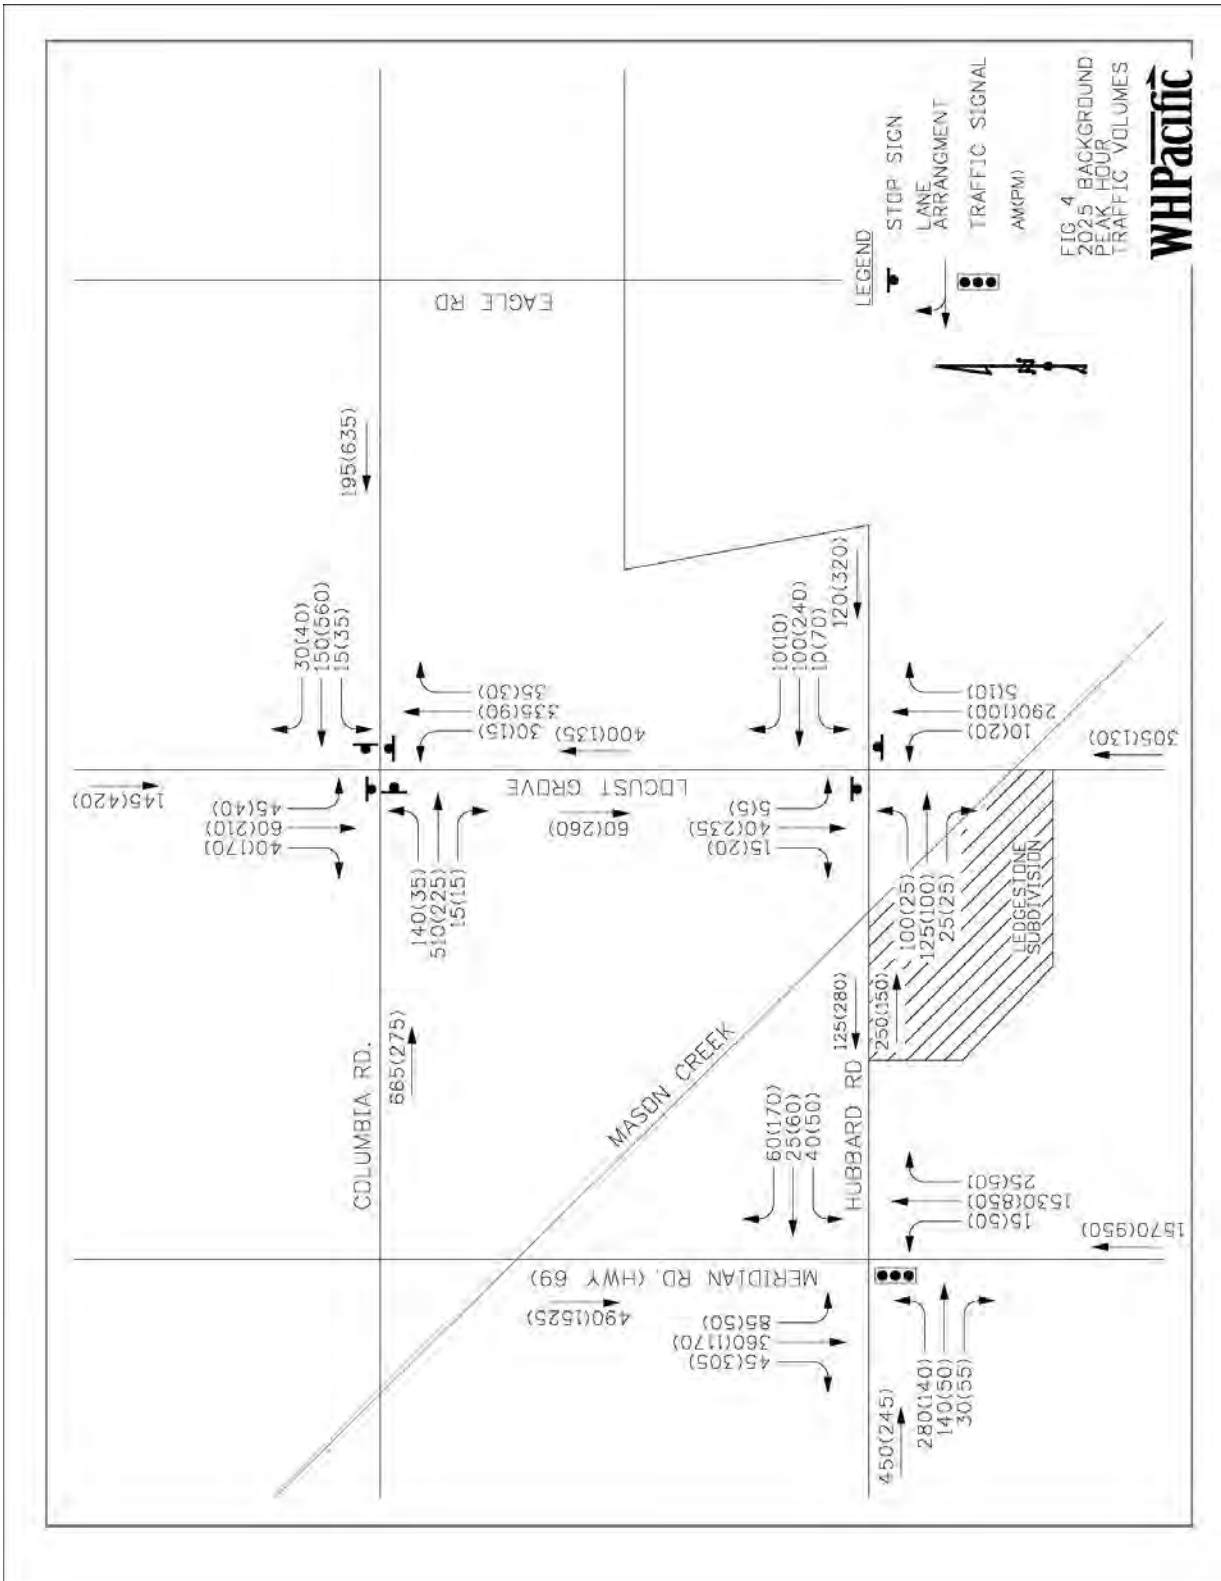 EAGLE RD
195(635)
30(40)
150(560)
15(35)
35(30)
335(90)
30(15)
400(135)
145(420)
45(40)
60(210)
40(170)
140(35)
510(225)
15(15)
LOCUST GROVE
60(260)
10(10)
100(240)
10(70)
120(320)
5(10)
290(100)
10(20)
305(130)
5(5)
40(235)
15(20)
100(25)
125(100)
25(25)
LEDGESTONE
SUBDIVISION
COLUMBIA RD.
665(275)
MASON CREEK
125(280)
250(150)
HUBBARD RD
60(170)
25(60)
40(50)
25(50)
1530(850)
15(50)
1570(950)
MERIDIAN RD. (HWY 69)
490(1525)
85(50)
360(1170)
45(305)
450(245)
280(140)
140(50)
30(55)
LEGEND
STOP SIGN
LANE
ARRANGMENT
TRAFFIC SIGNAL
AM(PM)
N
FIG 4
2025 BACKGROUND
PEAK HOUR
TRAFFIC VOLUMES
WHPacific